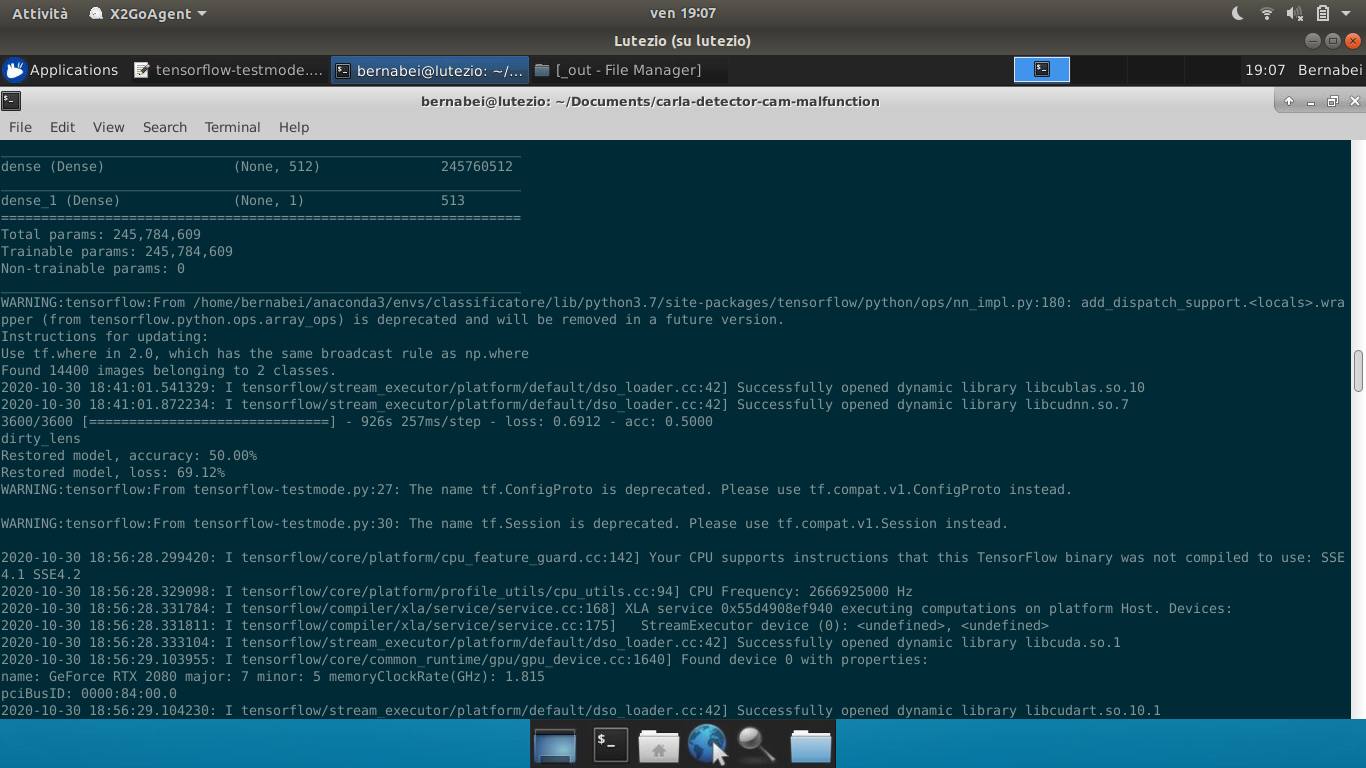 Attività X2GoAgent ven 19:07
Lutezio (su lutezio)
Applications tensorflow-testmode.... bernabei@lutezio: ~/... [_out - File Manager] 19:07 Bernabei
bernabei@lutezio: ~/Documents/carla-detector-cam-malfunction
File Edit View Search Terminal Help
_________________________________________________________________
dense (Dense) (None, 512) 245760512
_________________________________________________________________
dense_1 (Dense) (None, 1) 513
=================================================================
Total params: 245,784,609
Trainable params: 245,784,609
Non-trainable params: 0
_________________________________________________________________
WARNING:tensorflow:From /home/bernabei/anaconda3/envs/classificatore/lib/python3.7/site-packages/tensorflow/python/ops/nn_impl.py:180: add_dispatch_support.<locals>.wra
pper (from tensorflow.python.ops.array_ops) is deprecated and will be removed in a future version.
Instructions for updating:
Use tf.where in 2.0, which has the same broadcast rule as np.where
Found 14400 images belonging to 2 classes.
2020-10-30 18:41:01.541329: I tensorflow/stream_executor/platform/default/dso_loader.cc:42] Successfully opened dynamic library libcublas.so.10
2020-10-30 18:41:01.872234: I tensorflow/stream_executor/platform/default/dso_loader.cc:42] Successfully opened dynamic library libcudnn.so.7
3600/3600 [==============================] - 926s 257ms/step - loss: 0.6912 - acc: 0.5000
dirty_lens
Restored model, accuracy: 50.00%
Restored model, loss: 69.12%
WARNING:tensorflow:From tensorflow-testmode.py:27: The name tf.ConfigProto is deprecated. Please use tf.compat.v1.ConfigProto instead.
WARNING:tensorflow:From tensorflow-testmode.py:30: The name tf.Session is deprecated. Please use tf.compat.v1.Session instead.
2020-10-30 18:56:28.299420: I tensorflow/core/platform/cpu_feature_guard.cc:142] Your CPU supports instructions that this TensorFlow binary was not compiled to use: SSE
4.1 SSE4.2
2020-10-30 18:56:28.329098: I tensorflow/core/platform/profile_utils/cpu_utils.cc:94] CPU Frequency: 2666925000 Hz
2020-10-30 18:56:28.331784: I tensorflow/compiler/xla/service/service.cc:168] XLA service 0x55d4908ef940 executing computations on platform Host. Devices:
2020-10-30 18:56:28.331811: I tensorflow/compiler/xla/service/service.cc:175] StreamExecutor device (0): <undefined>, <undefined>
2020-10-30 18:56:28.333104: I tensorflow/stream_executor/platform/default/dso_loader.cc:42] Successfully opened dynamic library libcuda.so.1
2020-10-30 18:56:29.103955: I tensorflow/core/common_runtime/gpu/gpu_device.cc:1640] Found device 0 with properties:
name: GeForce RTX 2080 major: 7 minor: 5 memoryClockRate(GHz): 1.815
pciBusID: 0000:84:00.0
2020-10-30 18:56:29.104230: I tensorflow/stream_executor/platform/default/dso_loader.cc:42] Successfully opened dynamic library libcudart.so.10.1